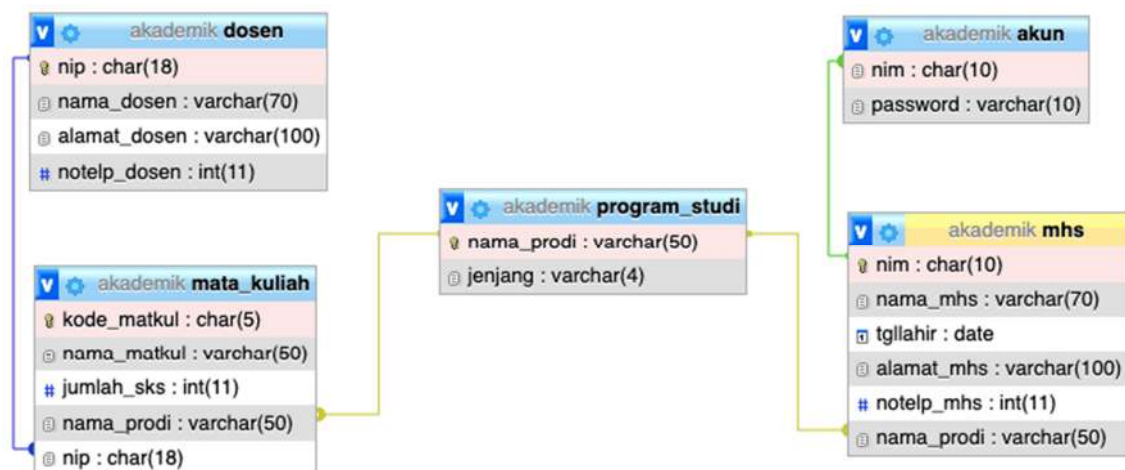 akademik dosen
nip : char(18)
nama_dosen : varchar(70)
alamat_dosen : varchar(100)
# notelp_dosen : int(11)
akademik mata_kuliah
kode_matkul : char(5)
nama_matkul : varchar(50)
# jumlah_sks : int(11)
nama_prodi : varchar(50)
nip : char(18)
akademik program_studi
nama_prodi : varchar(50)
jenjang : varchar(4)
akademik akun
nim : char(10)
password : varchar(10)
akademik mhs
nim : char(10)
nama_mhs : varchar(70)
tgllahir : date
alamat_mhs : varchar(100)
# notelp_mhs : int(11)
nama_prodi : varchar(50)